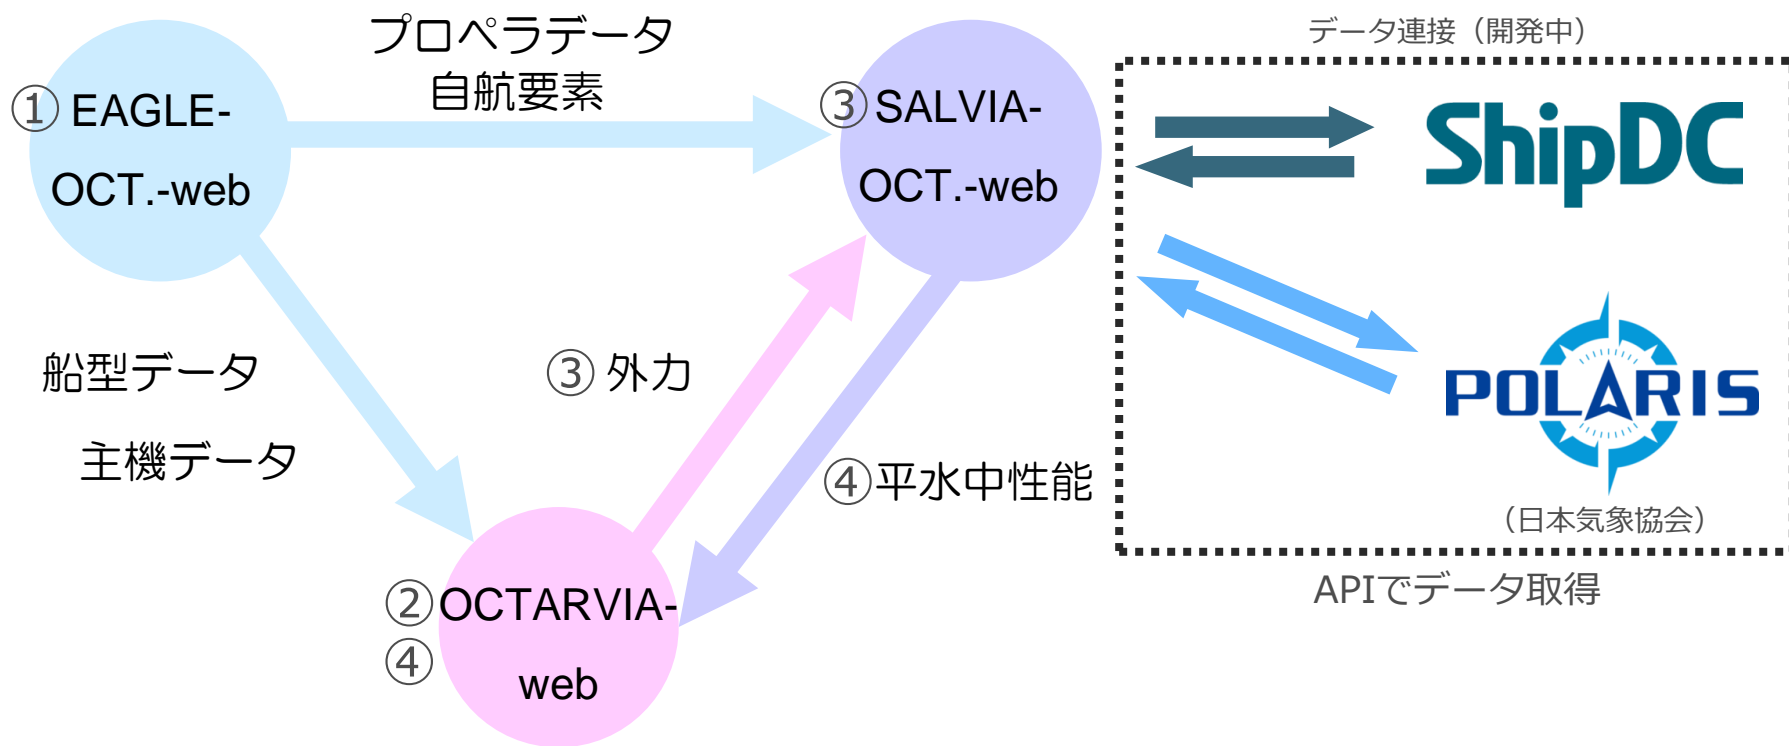 プロペラデータ
自航要素
① EAGLE-
OCT.-web
③ SALVIA-
OCT.-web
データ連接（開発中）
ShipDC
船型データ
主機データ
③ 外力
④平水中性能
POLARIS
（日本気象協会）
APIでデータ取得
② OCTARVIA-
④
web